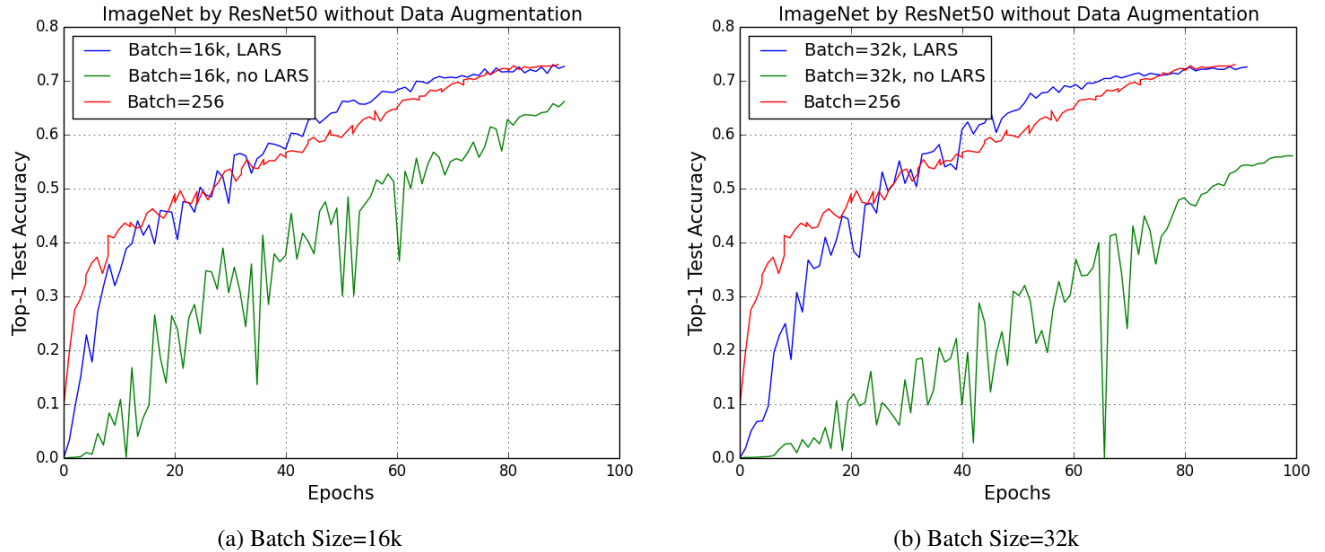 ImageNet by ResNet50 without Data Augmentation
Batch=16k, LARS
Batch=16k, no LARS
Batch=256
Top-1 Test Accuracy
0.8
0.7
0.6
0.5
0.4
0.3
0.2
0.1
0.0
0 20 40 60 80 100
Epochs
(a) Batch Size=16k
ImageNet by ResNet50 without Data Augmentation
Batch=32k, LARS
Batch=32k, no LARS
Batch=256
Top-1 Test Accuracy
0.8
0.7
0.6
0.5
0.4
0.3
0.2
0.1
0.0
0 20 40 60 80 100
Epochs
(b) Batch Size=32k